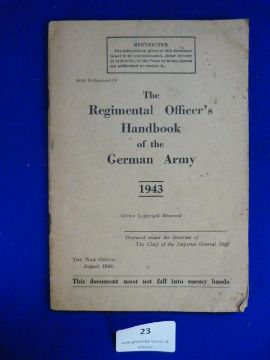 RESTRICTED
The information given in this document
is not to be communicated, either directly
or indirectly, to the Press or to any person
not authorized to receive it.
The
Regimental Officer's
Handbook
of the
German Army
1943
Crown Copyright Reserved
Prepared under the direction of
The Chief of the Imperial General Staff
THE WAR OFFICE,
August, 1943.
This document must not fall into enemy hands
23